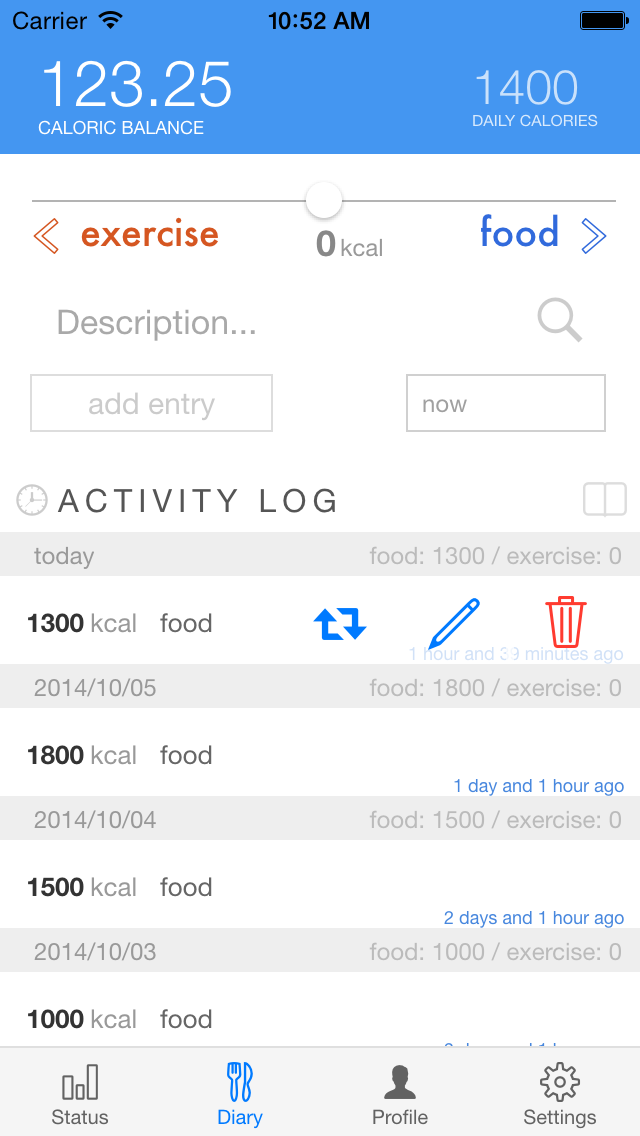 Carrier 10:52 AM
123.25 1400
CALORIC BALANCE DAILY CALORIES
exercise 0 kcal food
Description...
add entry now
ACTIVITY LOG
today food: 1300 / exercise: 0
1300 kcal food
1 hour and 39 minutes ago
2014/10/05 food: 1800 / exercise: 0
1800 kcal food
1 day and 1 hour ago
2014/10/04 food: 1500 / exercise: 0
1500 kcal food
2 days and 1 hour ago
2014/10/03 food: 1000 / exercise: 0
1000 kcal food
Status Diary Profile Settings